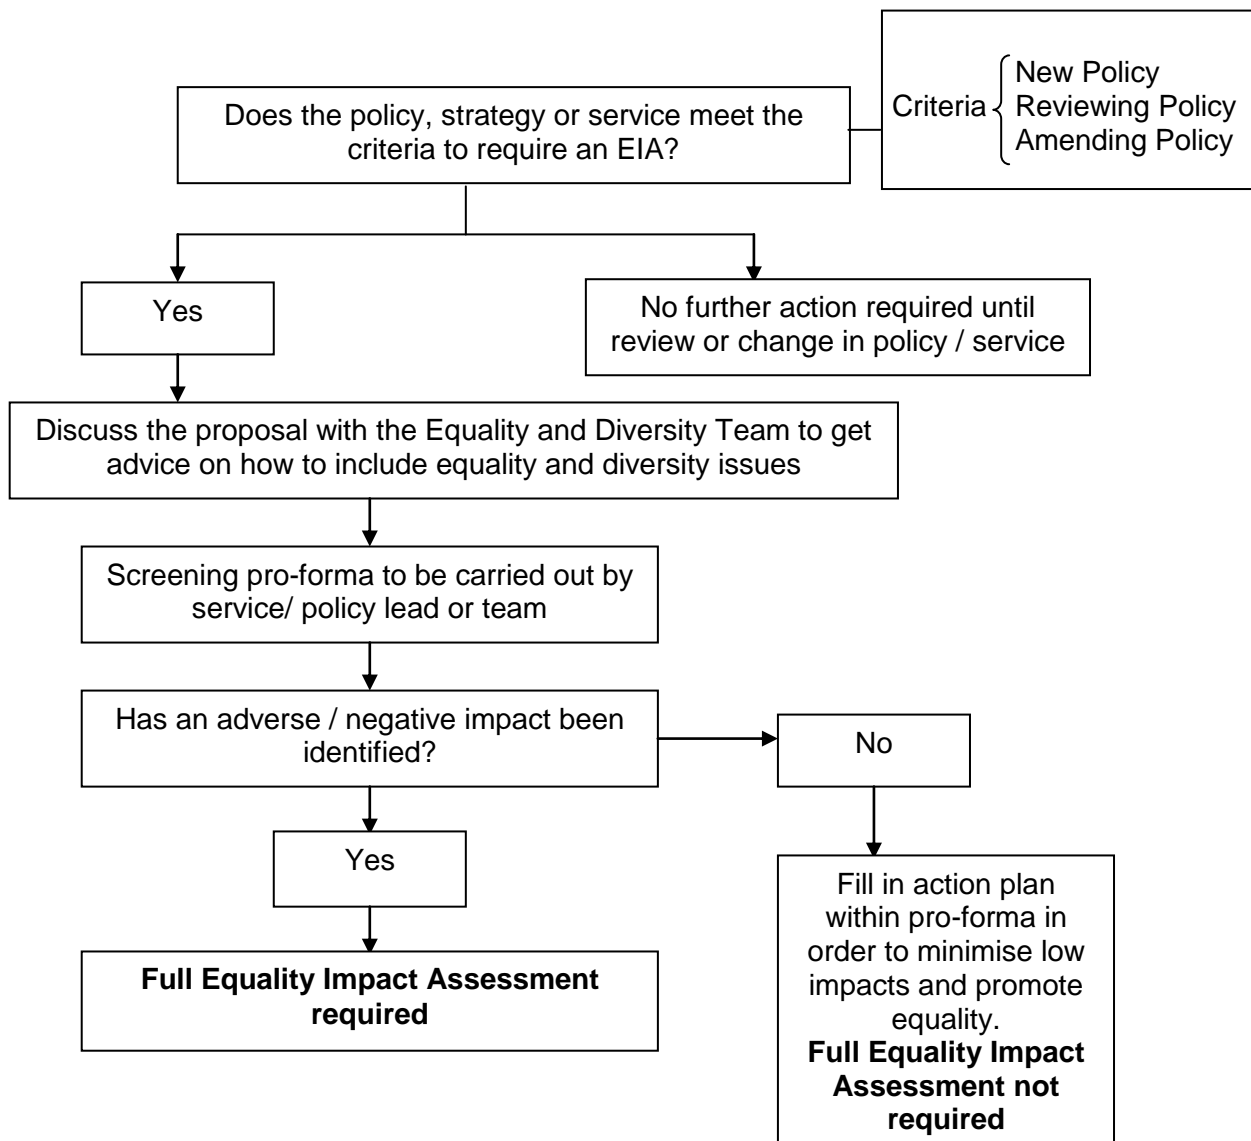 Does the policy, strategy or service meet the
criteria to require an EIA?
Criteria
New Policy
Reviewing Policy
Amending Policy
Yes
No further action required until
review or change in policy / service
Discuss the proposal with the Equality and Diversity Team to get
advice on how to include equality and diversity issues
Screening pro-forma to be carried out by
service/ policy lead or team
Has an adverse / negative impact been
identified?
No
Yes
Full Equality Impact Assessment
required
Fill in action plan
within pro-forma in
order to minimise low
impacts and promote
equality.
Full Equality Impact
Assessment not
required